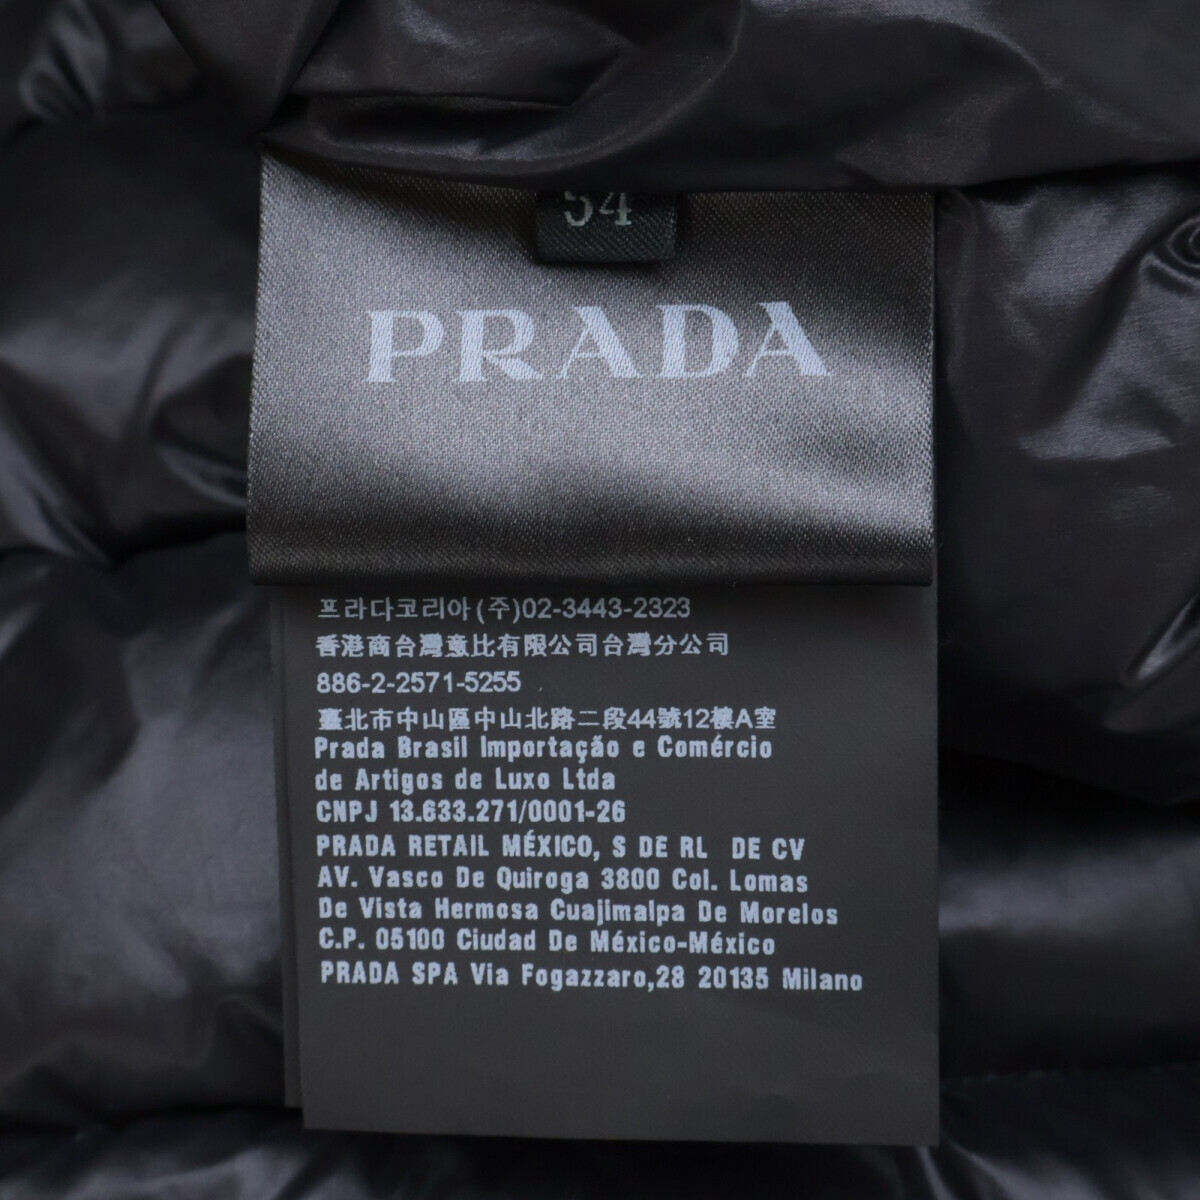 54
PRADA
프라다코리아(주)02-3443-2323
香港商台灣意比有限公司台灣分公司
886-2-2571-5255
臺北市中山區中山北路二段44號12樓A室
Prada Brasil Importação e Comércio
de Artigos de Luxo Ltda
CNPJ 13.633.271/0001-26
PRADA RETAIL MÉXICO, S DE RL DE CV
AV. Vasco De Quiroga 3800 Col. Lomas
De Vista Hermosa Cuajimalpa De Morelos
C.P. 05100 Ciudad De México-México
PRADA SPA Via Fogazzaro,28 20135 Milano